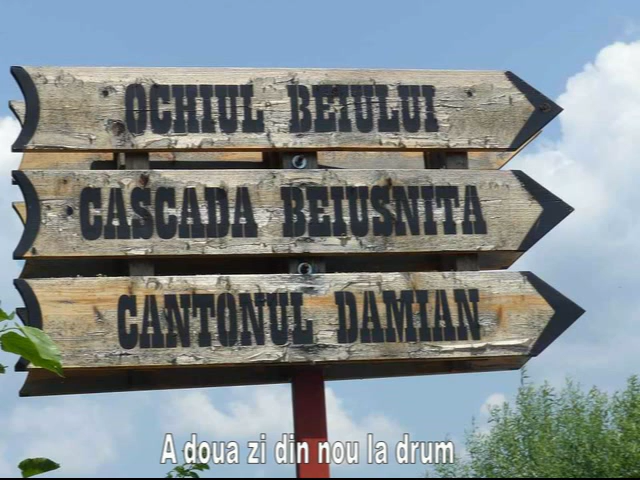 OCHIUL BEIULUI
CASCADA BEIUSNITA
CANTONUL DAMIAN
A doua zi din nou la drum